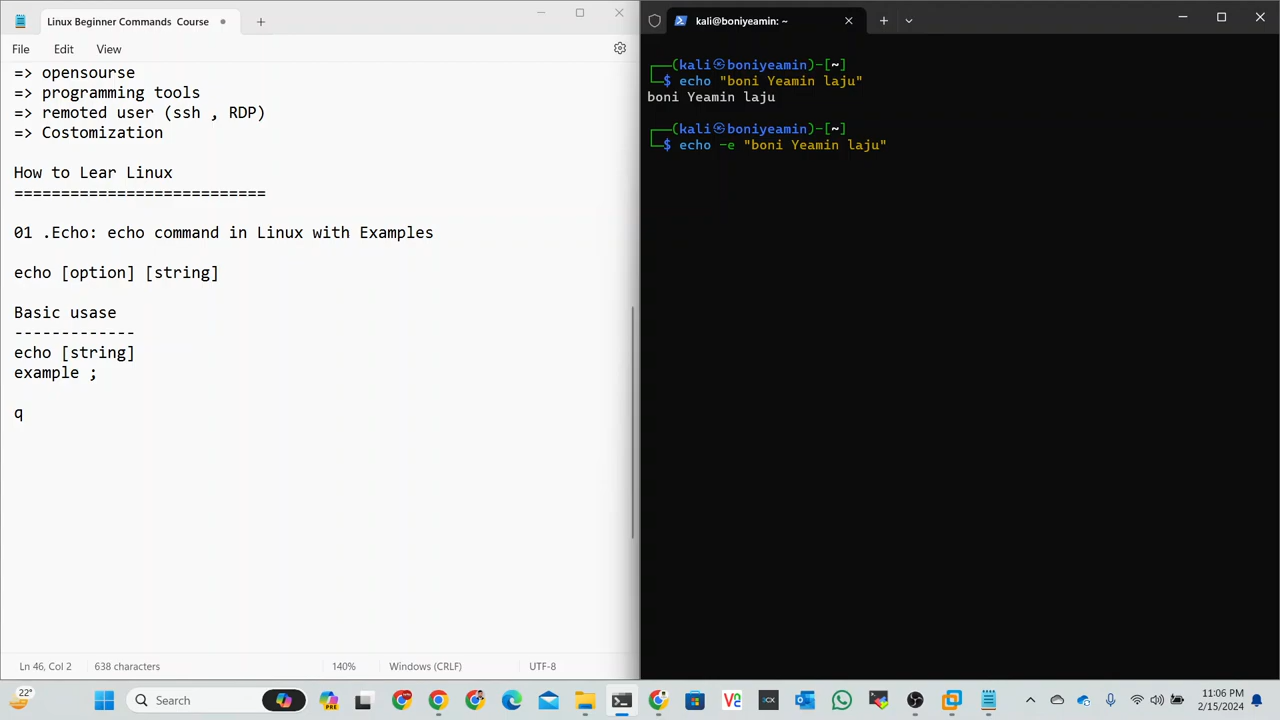 Linux Beginner Commands Course
File Edit View
=> opensourse
=> programming tools
=> remoted user (ssh , RDP)
=> Costomization
How to Lear Linux
===========================
01 .Echo: echo command in Linux with Examples
echo [option] [string]
Basic usase
-------------
echo [string]
example ;
q
Ln 46, Col 2 638 characters 140% Windows (CRLF) UTF-8
kali@boniyeamin: ~
┌──(kali㉿boniyeamin)-[~]
└─$ echo "boni Yeamin laju"
boni Yeamin laju
┌──(kali㉿boniyeamin)-[~]
└─$ echo -e "boni Yeamin laju"
22°
Search
PRE
11:06 PM
2/15/2024